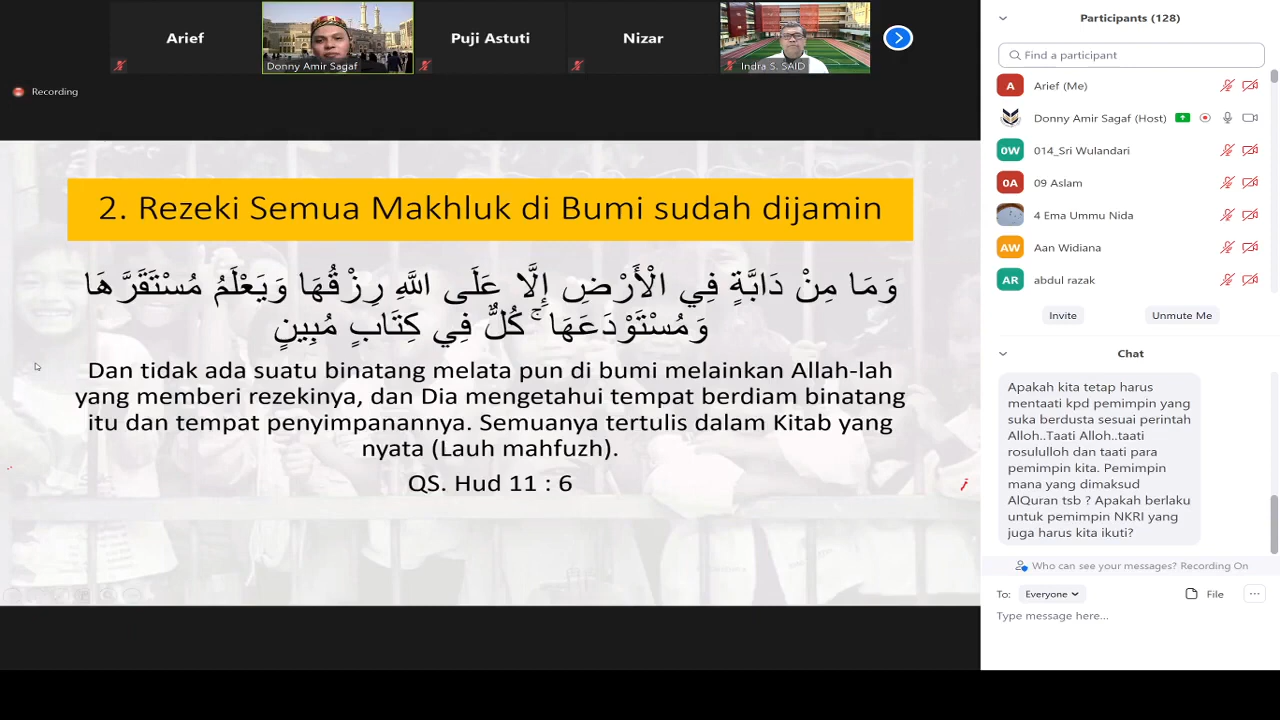 Arief
Donny Amir Sagaf
Puji Astuti
Nizar
Indra S. SAID
Recording
2. Rezeki Semua Makhluk di Bumi sudah dijamin
وَمَا مِنْ دَابَّةٍ فِي الْأَرْضِ إِلَّا عَلَى اللَّهِ رِزْقُهَا وَيَعْلَمُ مُسْتَقَرَّهَا
وَمُسْتَوْدَعَهَا ۚ كُلٌّ فِي كِتَابٍ مُبِينٍ
Dan tidak ada suatu binatang melata pun di bumi melainkan Allah-lah
yang memberi rezekinya, dan Dia mengetahui tempat berdiam binatang
itu dan tempat penyimpanannya. Semuanya tertulis dalam Kitab yang
nyata (Lauh mahfuzh).
QS. Hud 11 : 6
Participants (128)
Find a participant
A Arief (Me)
Donny Amir Sagaf (Host)
0W 014_Sri Wulandari
0A 09 Aslam
4 Ema Ummu Nida
AW Aan Widiana
AR abdul razak
Invite Unmute Me
Chat
Apakah kita tetap harus
mentaati kpd pemimpin yang
suka berdusta sesuai perintah
Alloh..Taati Alloh..taati
rosululloh dan taati para
pemimpin kita. Pemimpin
mana yang dimaksud
AlQuran tsb ? Apakah berlaku
untuk pemimpin NKRI yang
juga harus kita ikuti?
Who can see your messages? Recording On
To: Everyone File
Type message here...